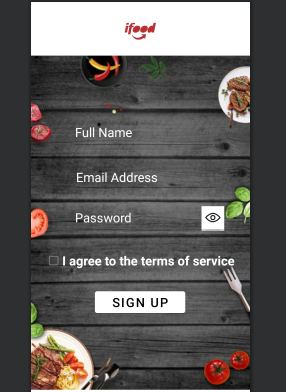 ifood
Full Name
Email Address
Password
I agree to the terms of service
SIGN UP